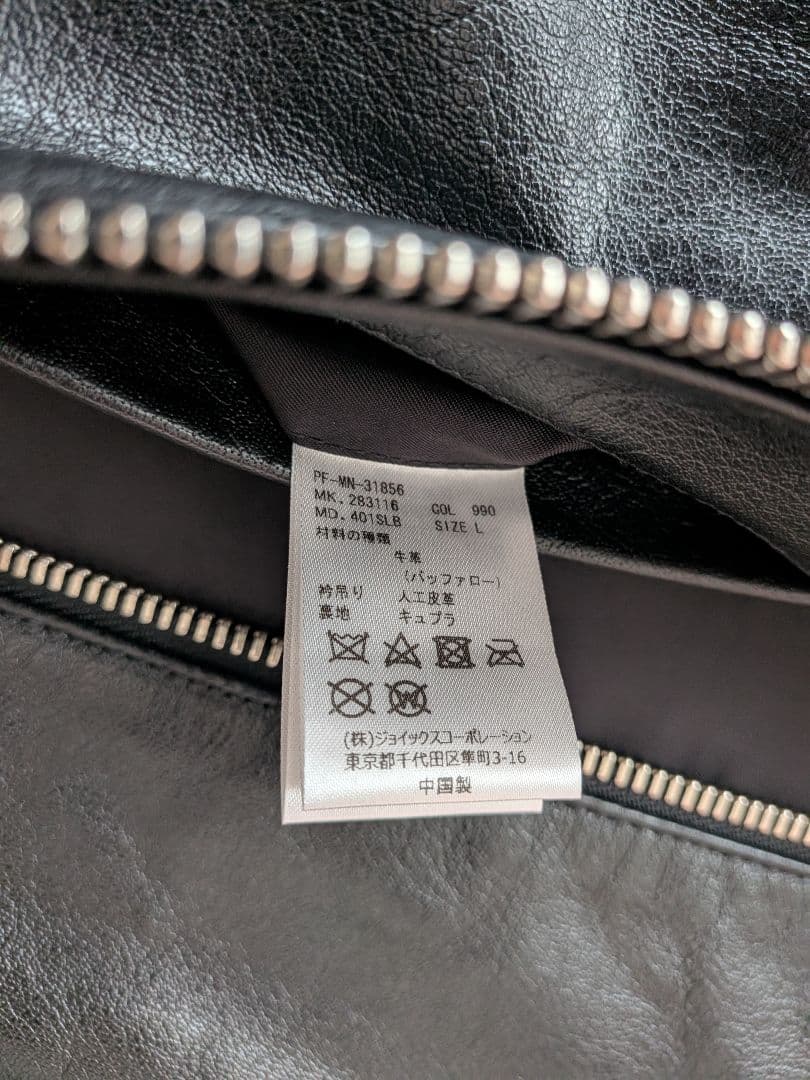 PF-MN-31856
MK. 283116 COL 990
MD. 401SLB SIZE L
材料の種類
牛革
(バッファロー)
衿吊り 人工皮革
裏地 キュプラ
W
(株)ジョイックスコーポレーション
東京都千代田区隼町3-16
中国製